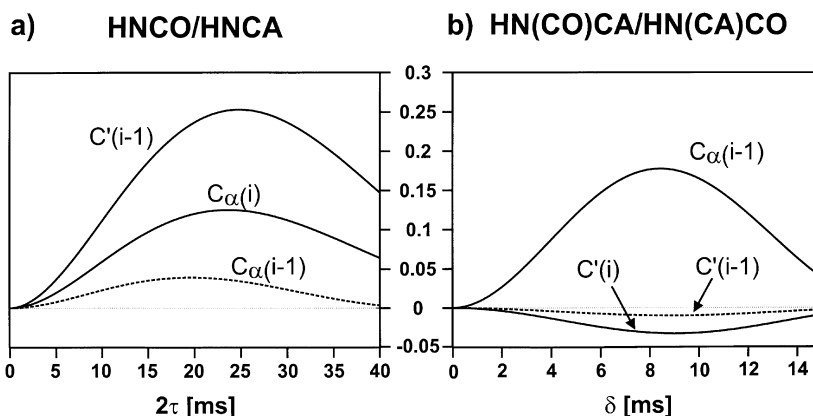 a) HNCO/HNCA
b) HN(CO)CA/HN(CA)CO
0.3
0.25
0.2
0.15
0.1
0.05
0
-0.05
C'(i-1)
Cα(i)
Cα(i-1)
Cα(i-1)
C'(i)
C'(i-1)
0 5 10 15 20 25 30 35 40
0 2 4 6 8 10 12 14
2τ [ms]
δ [ms]